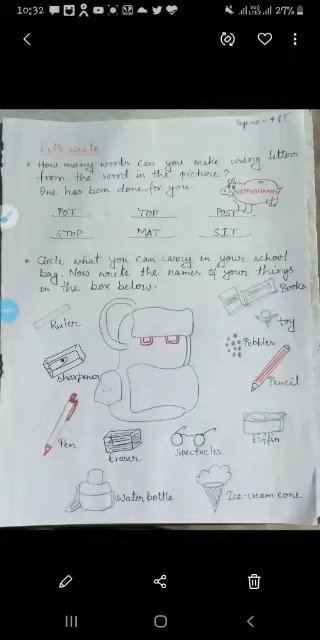 10:32
27%
Page no - 485
Let's write
How many words can you make using letters
from the word in the picture?
One has been done for you.
HIPPOPOTAMUS
POT TOP POST
STOP MAT SIT
Circle what you can carry in your school
bag. Now write the names of your things
in the box below.
Books
Ruler
toy
Pebbles
Sharpener
Pencil
Pen
Eraser
Spectacles
tiffin
Water bottle
Ice-cream cone